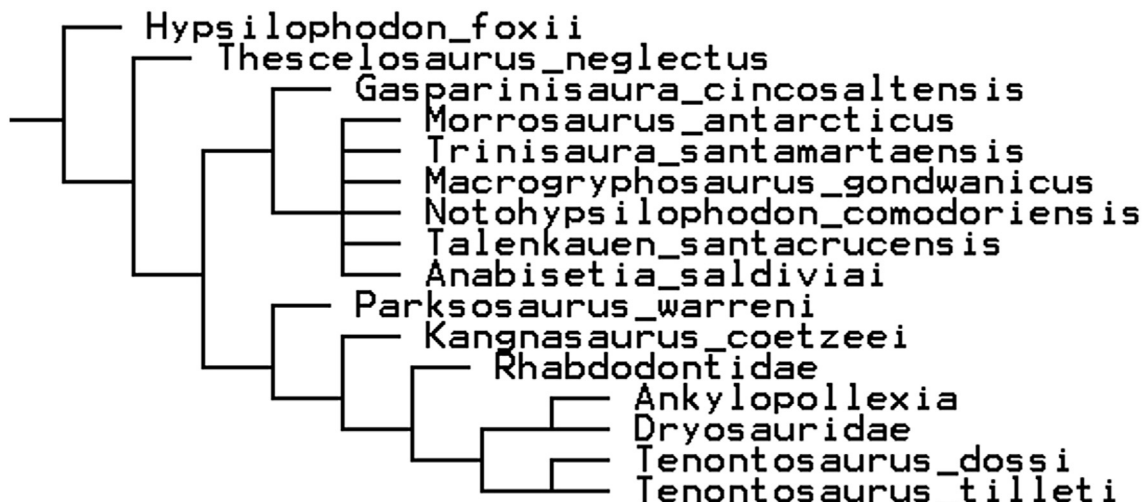 Hypsilophodon_foxii
Thescelosaurus_neglectus
Gasparinisaura_cincosaltensis
Morrosaurus_antarcticus
Trinisaura_santamartaensis
Macrogryphosaurus_gondwanicus
Notohypsilophodon_comodoriensis
Talenkauen_santacrucensis
Anabisetia_saldiviai
Parksosaurus_warreni
Kangnasaurus_coetzeei
Rhabdodontidae
Ankylopollexia
Dryosauridae
Tenontosaurus_dossi
Tenontosaurus_tilleti